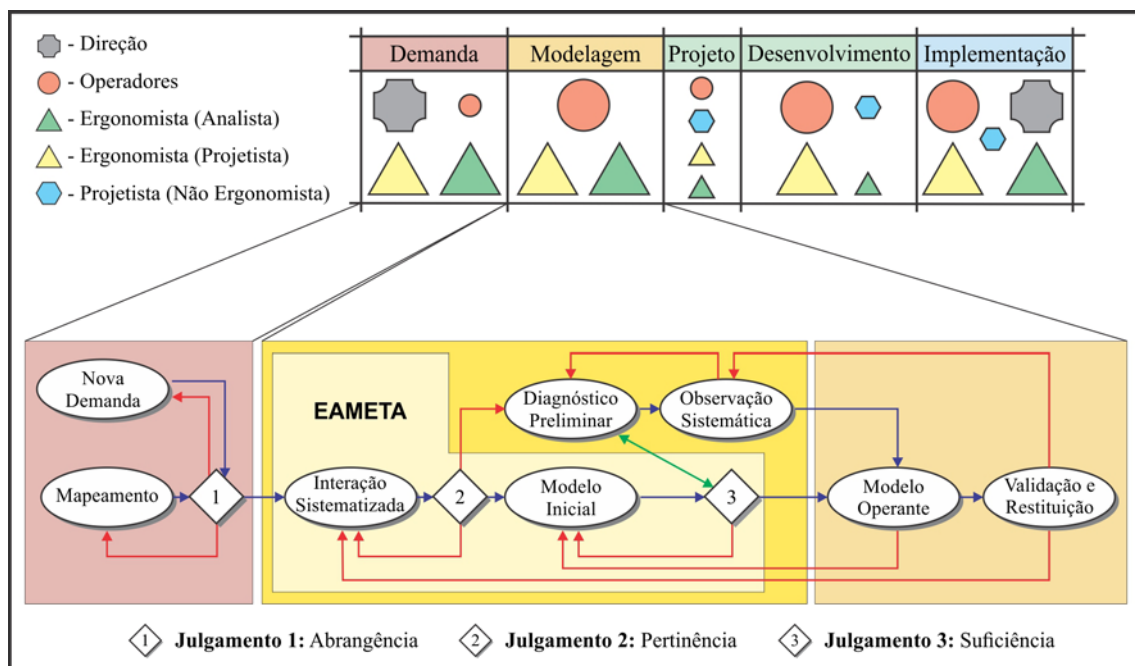 - Direção
- Operadores
- Ergonomista (Analista)
- Ergonomista (Projetista)
- Projetista (Não Ergonomista)
Demanda
Modelagem
Projeto
Desenvolvimento
Implementação
Nova
Demanda
Mapeamento
1
EAMETA
Interação
Sistematizada
2
Diagnóstico
Preliminar
Observação
Sistemática
Modelo
Inicial
3
Modelo
Operante
Validação e
Restituição
1 Julgamento 1: Abrangência
2 Julgamento 2: Pertinência
3 Julgamento 3: Suficiência